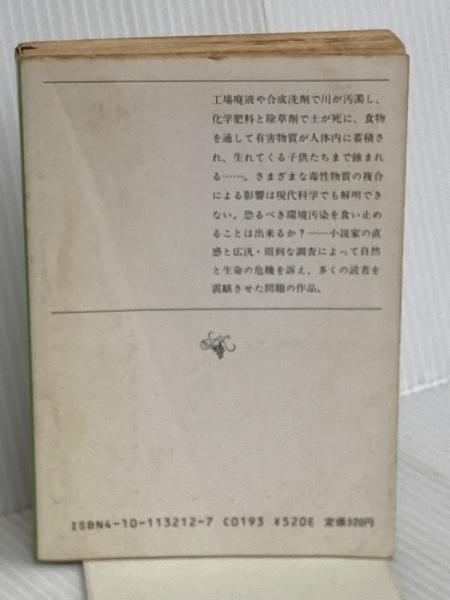 工場廃液や合成洗剤で川が汚濁し、
化学肥料と除草剤で土が死に、食物
を通して有害物質が人体内に蓄積さ
れ、生れてくる子供たちまで蝕まれ
る……。さまざまな毒性物質の複合
による影響は現代科学でも解明でき
ない。恐るべき環境汚染を食い止め
ることは出来るか？――小説家の直
感と広汎・周到な調査によって自然
と生命の危機を訴え、多くの読者を
震駭させた問題の作品。
ISBN4-10-113212-7 C0193 ¥520E 定価520円